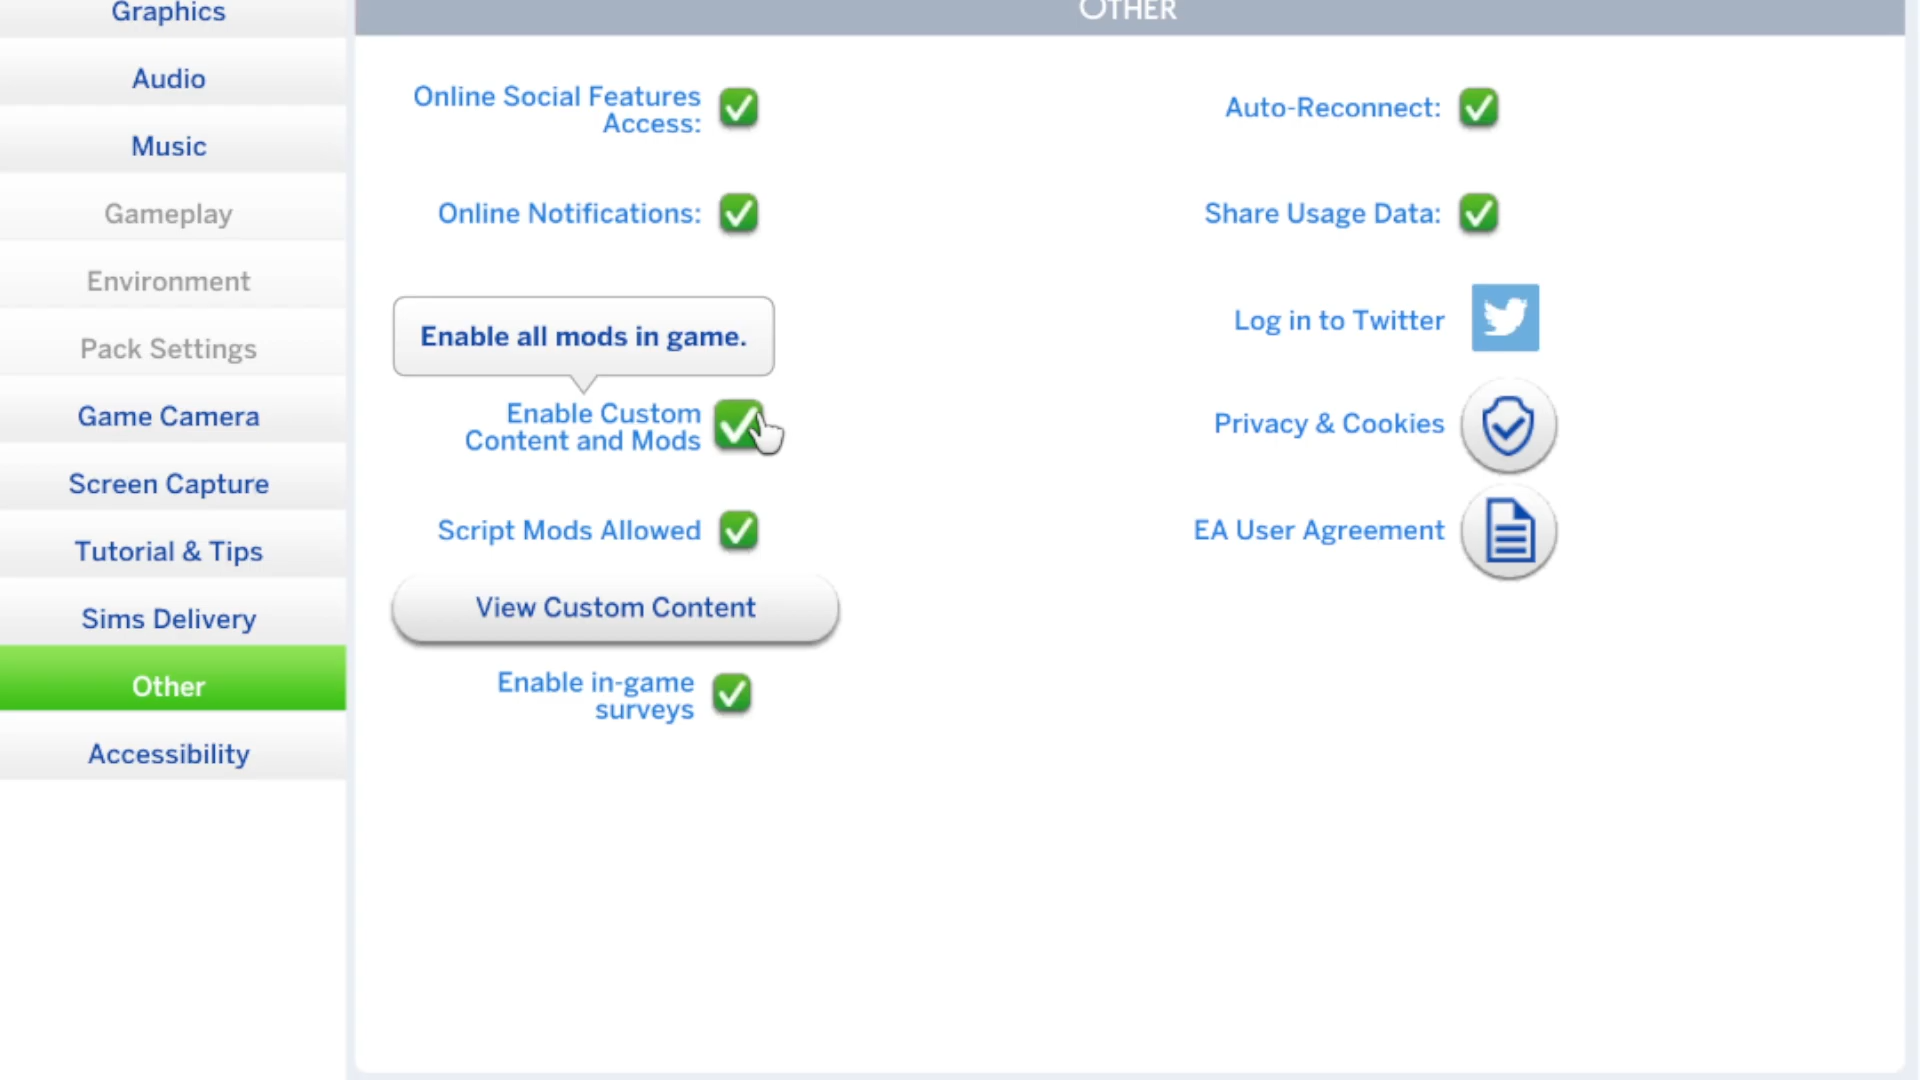 Graphics
Audio
Music
Gameplay
Environment
Pack Settings
Game Camera
Screen Capture
Tutorial & Tips
Sims Delivery
Other
Accessibility
OTHER
Online Social Features
Access:
Online Notifications:
Enable all mods in game.
Enable Custom
Content and Mods
Script Mods Allowed
View Custom Content
Enable in-game
surveys
Auto-Reconnect:
Share Usage Data:
Log in to Twitter
Privacy & Cookies
EA User Agreement